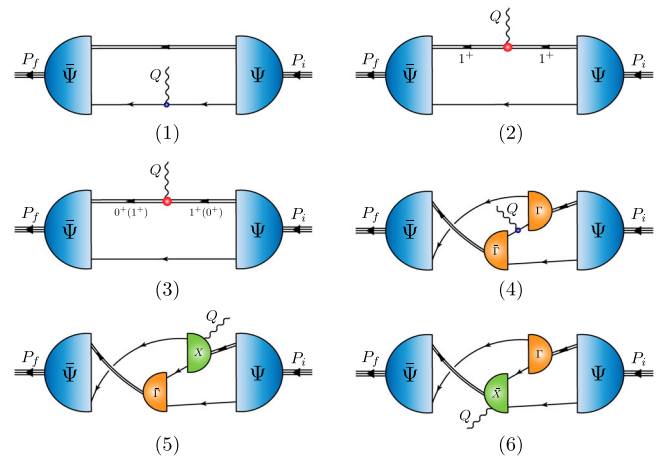 P_f Ψ̄ Q Ψ P_i
(1)
P_f Ψ̄ Q 1⁺ 1⁺ Ψ P_i
(2)
P_f Ψ̄ Q 0⁺(1⁺) 1⁺(0⁺) Ψ P_i
(3)
P_f Ψ̄ Q Γ Γ̄ Ψ P_i
(4)
P_f Ψ̄ Q X Γ̄ Ψ P_i
(5)
P_f Ψ̄ Γ X̄ Q Ψ P_i
(6)